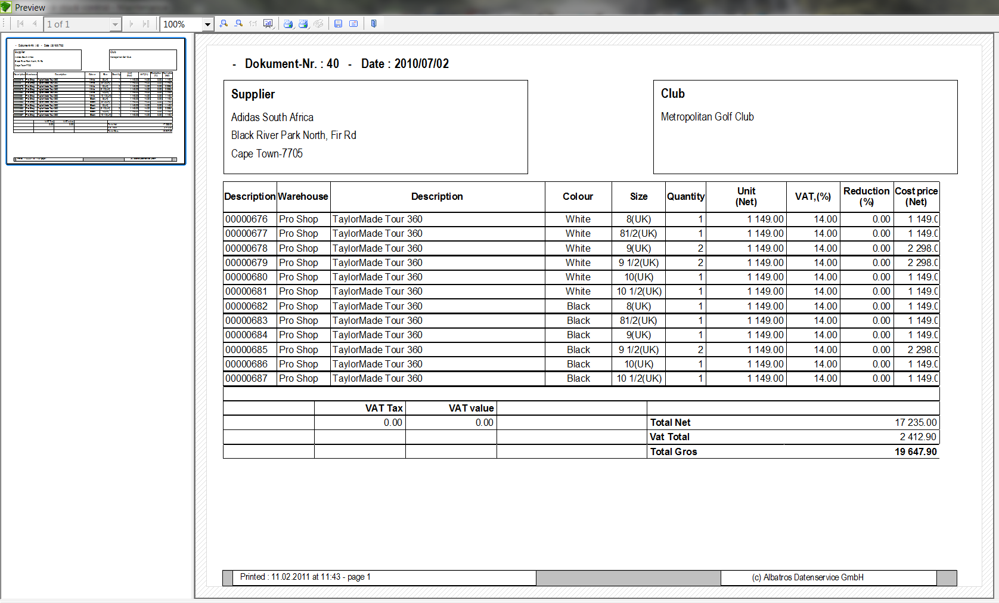 Preview
1 of 1
100%
- Dokument-Nr. : 40 - Date : 2010/07/02
Supplier
Adidas South Africa
Black River Park North, Fir Rd
Cape Town-7705
Club
Metropolitan Golf Club
Description Warehouse Description Colour Size Quantity Unit (Net) VAT,(%) Reduction (%) Cost price (Net)
00000676 Pro Shop TaylorMade Tour 360 White 8(UK) 1 1 149.00 14.00 0.00 1 149.0
00000677 Pro Shop TaylorMade Tour 360 White 81/2(UK) 1 1 149.00 14.00 0.00 1 149.0
00000678 Pro Shop TaylorMade Tour 360 White 9(UK) 2 1 149.00 14.00 0.00 2 298.0
00000679 Pro Shop TaylorMade Tour 360 White 9 1/2(UK) 2 1 149.00 14.00 0.00 2 298.0
00000680 Pro Shop TaylorMade Tour 360 White 10(UK) 1 1 149.00 14.00 0.00 1 149.0
00000681 Pro Shop TaylorMade Tour 360 White 10 1/2(UK) 1 1 149.00 14.00 0.00 1 149.0
00000682 Pro Shop TaylorMade Tour 360 Black 8(UK) 1 1 149.00 14.00 0.00 1 149.0
00000683 Pro Shop TaylorMade Tour 360 Black 81/2(UK) 1 1 149.00 14.00 0.00 1 149.0
00000684 Pro Shop TaylorMade Tour 360 Black 9(UK) 1 1 149.00 14.00 0.00 1 149.0
00000685 Pro Shop TaylorMade Tour 360 Black 9 1/2(UK) 2 1 149.00 14.00 0.00 2 298.0
00000686 Pro Shop TaylorMade Tour 360 Black 10(UK) 1 1 149.00 14.00 0.00 1 149.0
00000687 Pro Shop TaylorMade Tour 360 Black 10 1/2(UK) 1 1 149.00 14.00 0.00 1 149.0
VAT Tax VAT value
0.00 0.00 Total Net 17 235.00
Vat Total 2 412.90
Total Gros 19 647.90
Printed : 11.02.2011 at 11:43 - page 1
(c) Albatros Datenservice GmbH